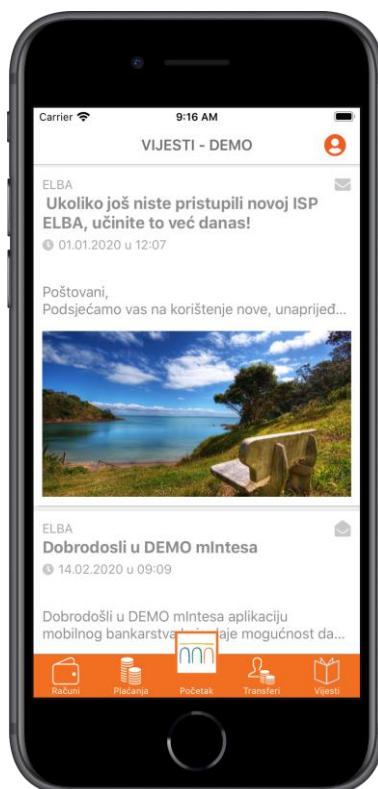 Carrier 9:16 AM
VIJESTI - DEMO
ELBA
Ukoliko još niste pristupili novoj ISP
ELBA, učinite to već danas!
01.01.2020 u 12:07
Poštovani,
Podsjećamo vas na korištenje nove, unaprijeđ...
ELBA
Dobrodosli u DEMO mIntesa
14.02.2020 u 09:09
Dobrodošli u DEMO mIntesa aplikaciju
mobilnog bankarstva mogućnost da...
Računi Plaćanja Početak Transferi Vijesti